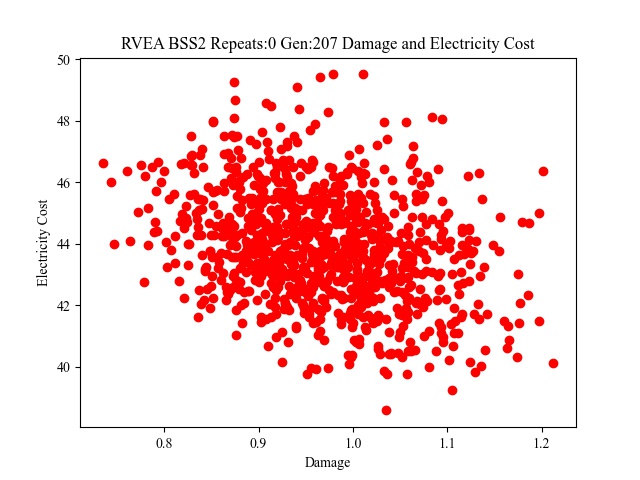 RVEA BSS2 Repeats:0 Gen:207 Damage and Electricity Cost
50
48
46
44
42
40
Electricity Cost
0.8 0.9 1.0 1.1 1.2
Damage